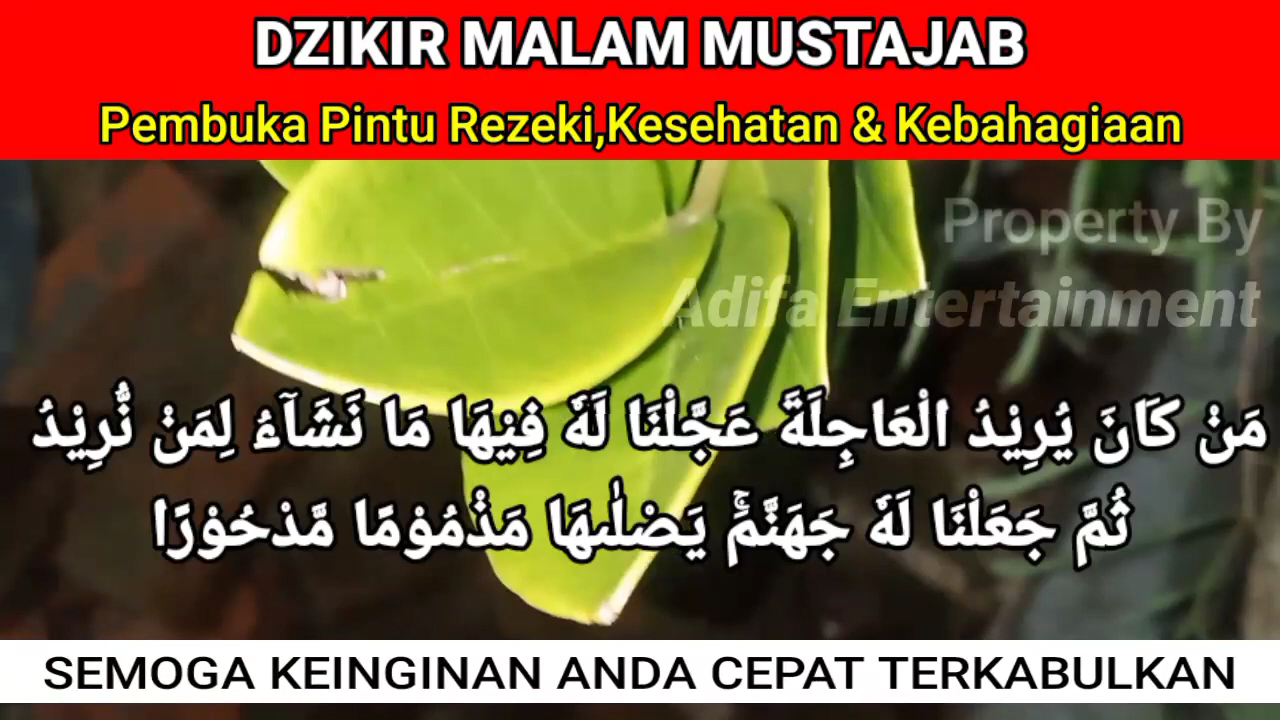 DZIKIR MALAM MUSTAJAB
Pembuka Pintu Rezeki,Kesehatan & Kebahagiaan
Property By
Adifa Entertainment
مَنْ كَانَ يُرِيْدُ الْعَاجِلَةَ عَجَّلْنَا لَهٗ فِيْهَا مَا نَشَاۤءُ لِمَنْ نُّرِيْدُ
ثُمَّ جَعَلْنَا لَهٗ جَهَنَّمَۚ يَصْلٰىهَا مَذْمُوْمًا مَّدْحُوْرًا
SEMOGA KEINGINAN ANDA CEPAT TERKABULKAN